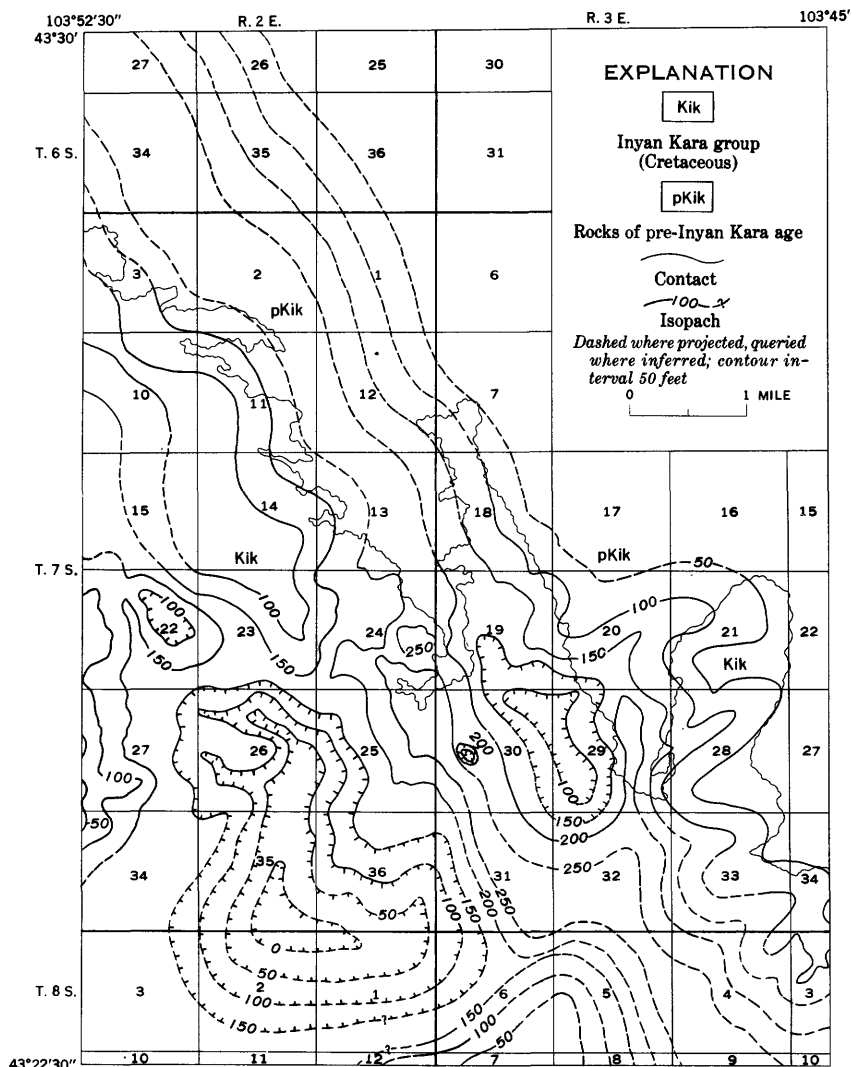 103°52'30" R. 2 E. R. 3 E. 103°45'
43°30'
27 26 25 30
EXPLANATION
Kik
Inyan Kara group
(Cretaceous)
pKik
Rocks of pre-Inyan Kara age
Contact
100 x
Isopach
Dashed where projected, queried
where inferred; contour in-
terval 50 feet
0 1 MILE
T. 6 S. 34 35 36 31
3 2 1 6
pKik
10 11 12 7
15 14 13 18 17 16 15
Kik pKik
T. 7 S. 50
100 100 100
22 23 24 19 20 21 22
250
150 150 150
Kik
200
27 26 25 30 29 28 27
100 100
50 150
200
34 35 36 31 32 33 34
250
50 100 150 200 250
0
50
3 2 1 6 5 4 3
100 150
150 100
? 50
?
43°22'30" 10 11 12 7 8 9 10